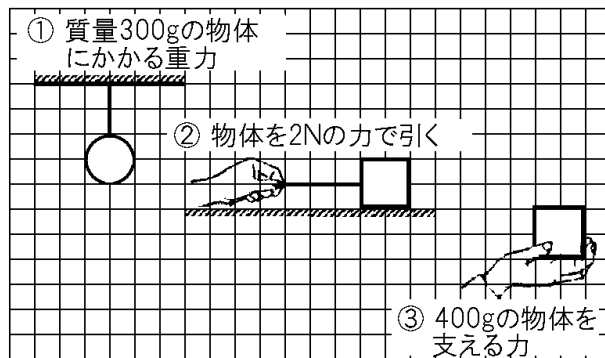 ① 質量300gの物体
にかかる重力
② 物体を2Nの力で引く
③ 400gの物体を
支える力